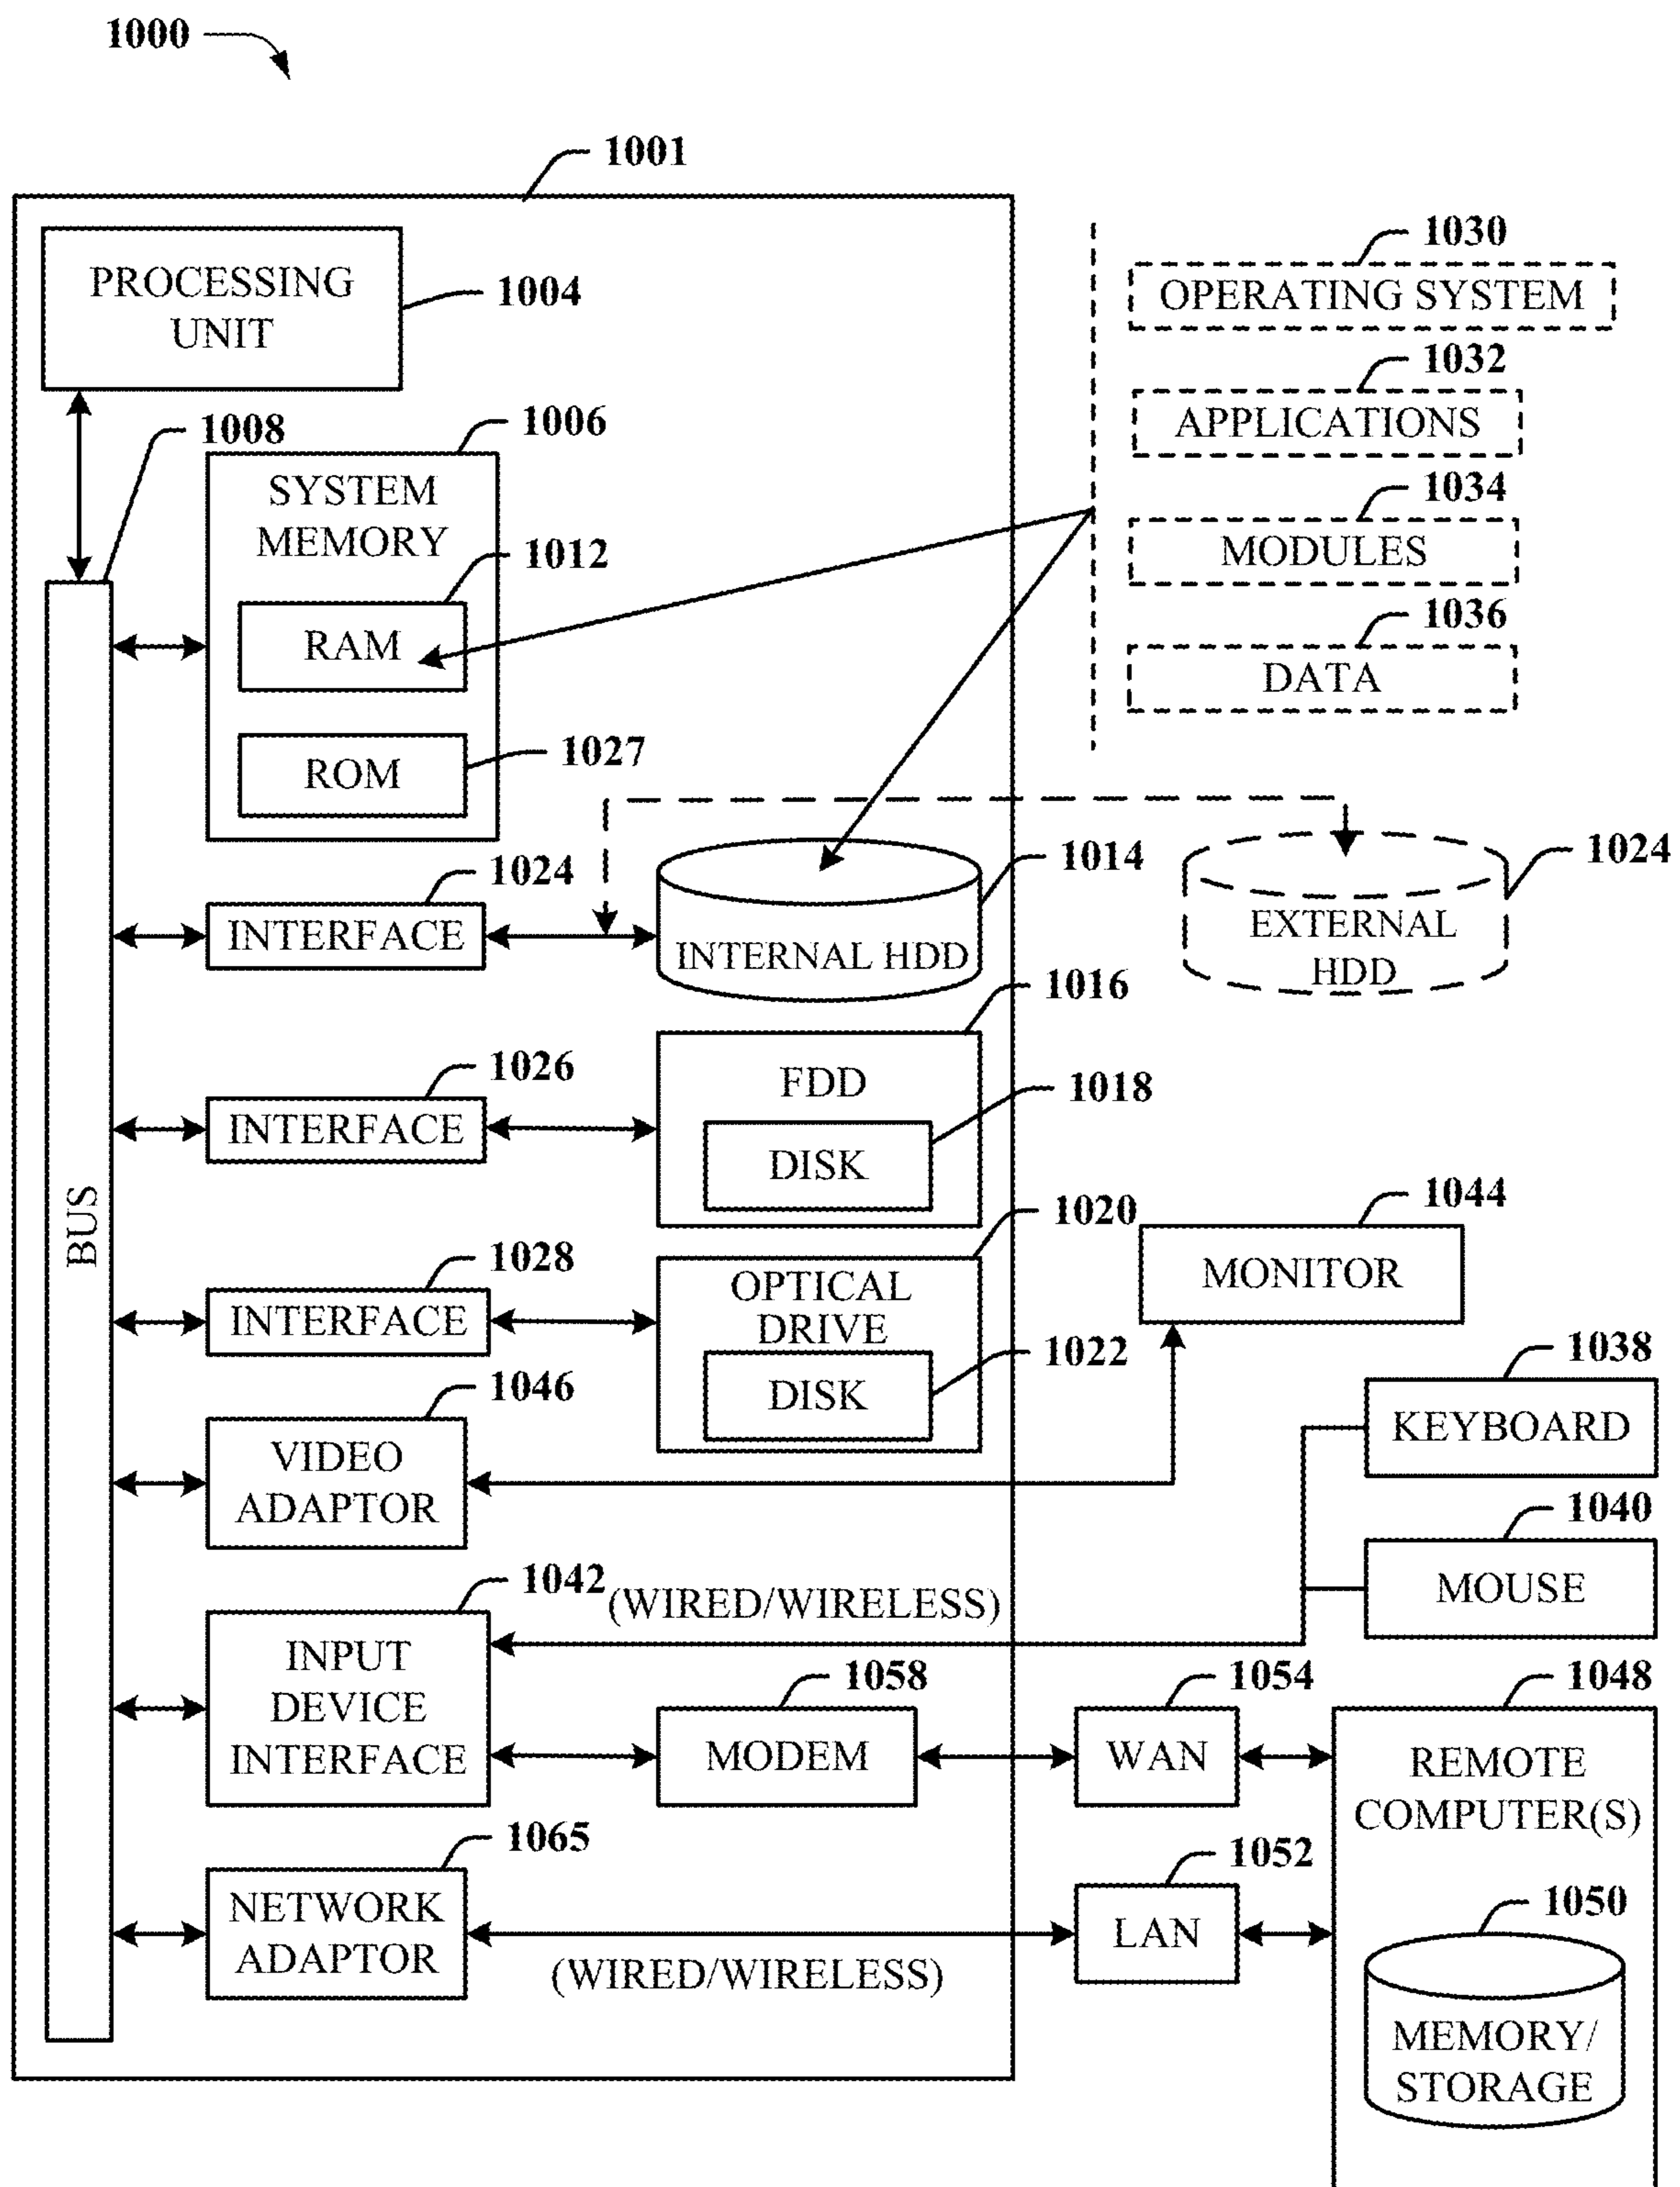 1000
1001
PROCESSING
UNIT
1004
1008
1006
SYSTEM
MEMORY
1012
RAM
ROM
1027
1030
OPERATING SYSTEM
1032
APPLICATIONS
1034
MODULES
1036
DATA
BUS
1024
INTERFACE
1014
INTERNAL HDD
1024
EXTERNAL
HDD
1026
INTERFACE
1016
FDD
1018
DISK
1028
INTERFACE
1020
OPTICAL
DRIVE
1022
DISK
1044
MONITOR
1046
VIDEO
ADAPTOR
1038
KEYBOARD
1040
MOUSE
1042
(WIRED/WIRELESS)
INPUT
DEVICE
INTERFACE
1058
MODEM
1054
WAN
1048
REMOTE
COMPUTER(S)
1065
NETWORK
ADAPTOR
(WIRED/WIRELESS)
1052
LAN
1050
MEMORY/
STORAGE